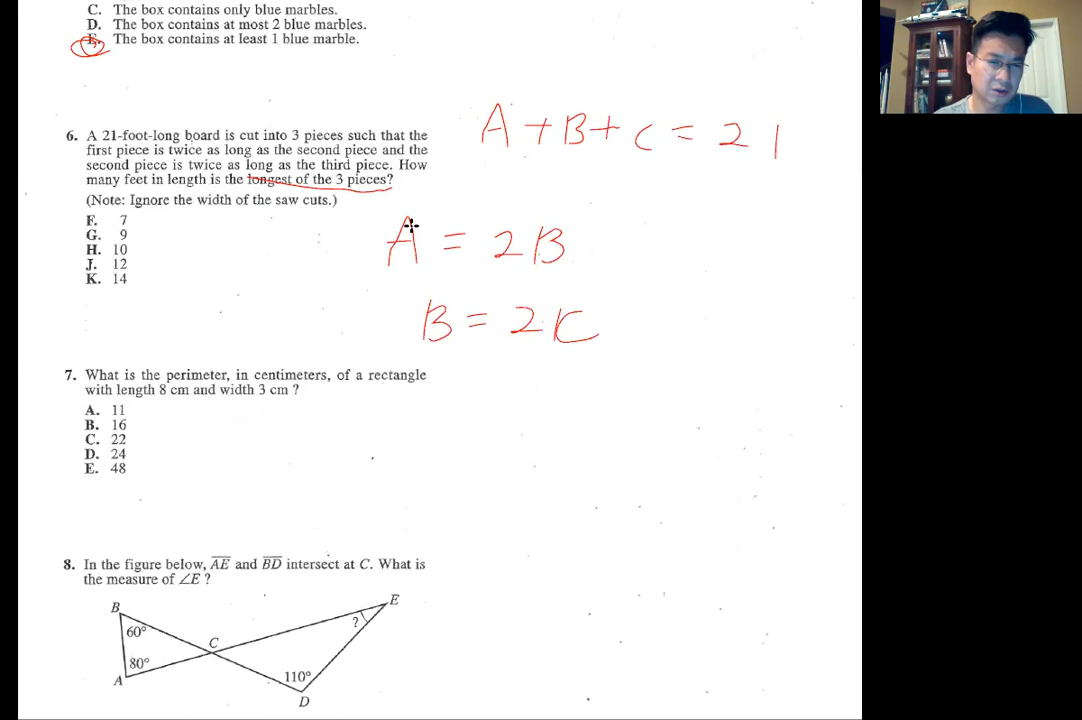 C. The box contains only blue marbles.
D. The box contains at most 2 blue marbles.
E. The box contains at least 1 blue marble.
6. A 21-foot-long board is cut into 3 pieces such that the
first piece is twice as long as the second piece and the
second piece is twice as long as the third piece. How
many feet in length is the longest of the 3 pieces?
(Note: Ignore the width of the saw cuts.)
F. 7
G. 9
H. 10
J. 12
K. 14
A + B + C = 21
A = 2B
B = 2C
7. What is the perimeter, in centimeters, of a rectangle
with length 8 cm and width 3 cm ?
A. 11
B. 16
C. 22
D. 24
E. 48
8. In the figure below, AE and BD intersect at C. What is
the measure of ∠E ?
B
60°
80°
A
C
E
?
110°
D